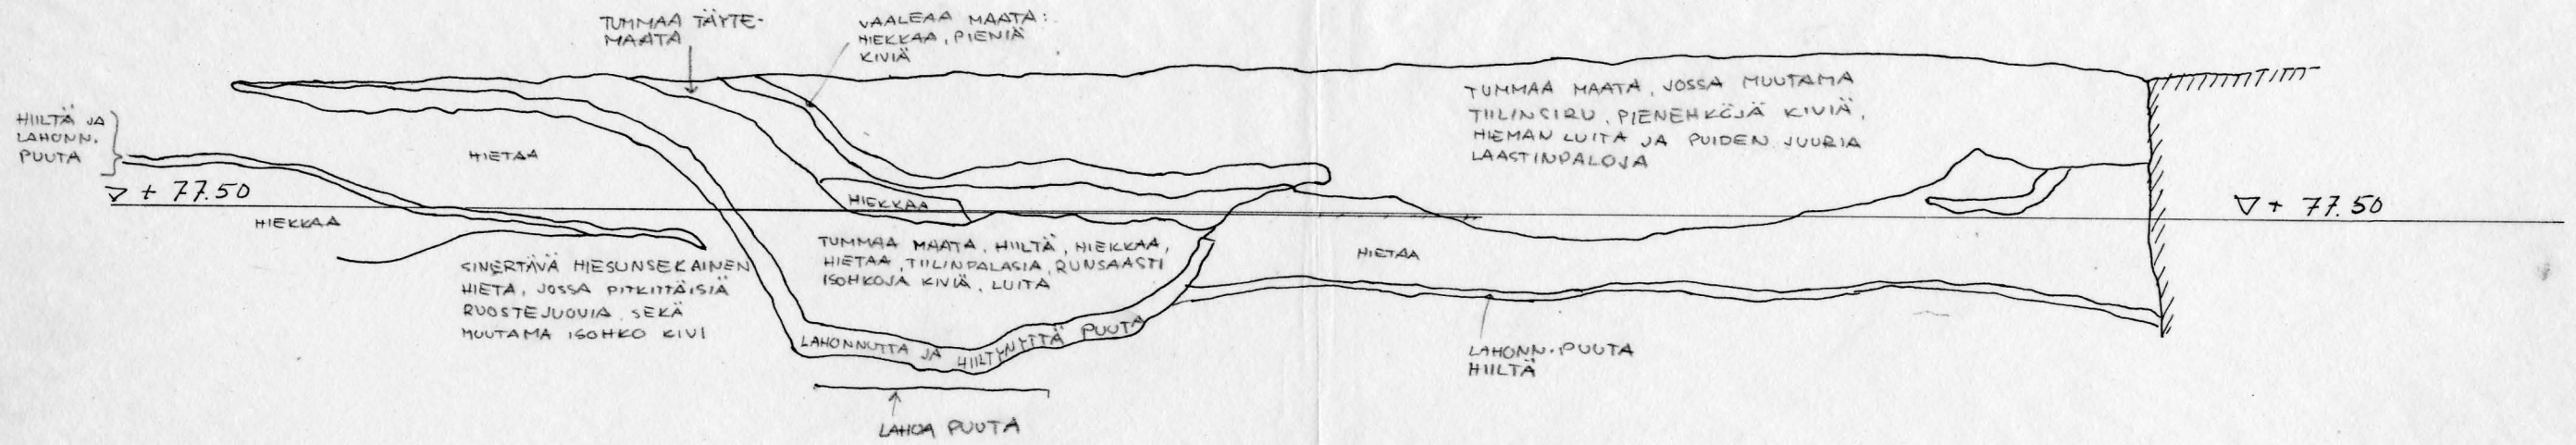 TUMMAA TÄYTE-
MAATA
VAALEAA MAATA:
HIEKKAA, PIENIÄ
KIVIÄ
TUMMAA MAATA, JOSSA MUUTAMA
TIILINSIRU, PIENEHKÖJÄ KIVIÄ,
HIEMAN LUITA JA PUIDEN JUURIA
LAASTINPALOJA
HIILTÄ JA
LAHONN.
PUUTA
HIETAA
▽ + 77.50
HIEKKAA
HIEKKAA
▽ + 77.50
SINERTÄVÄ HIESUNSEKAINEN
HIETA, JOSSA PITKITTÄISIÄ
RUOSTEJUOVIA SEKÄ
MUUTAMA ISOHKO KIVI
TUMMAA MAATA, HIILTÄ, HIEKKAA,
HIETAA, TIILINPALASIA, RUNSAASTI
ISOHKOJA KIVIÄ, LUITA
HIETAA
LAHONNUTTA JA HIILTYNYTTÄ PUUTA
LAHONN. PUUTA
HIILTÄ
LAHOA PUUTA